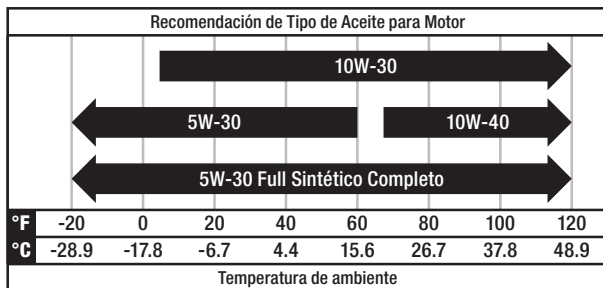 Recomendación de Tipo de Aceite para Motor
10W-30
5W-30 10W-40
5W-30 Full Sintético Completo
°F -20 0 20 40 60 80 100 120
°C -28.9 -17.8 -6.7 4.4 15.6 26.7 37.8 48.9
Temperatura de ambiente